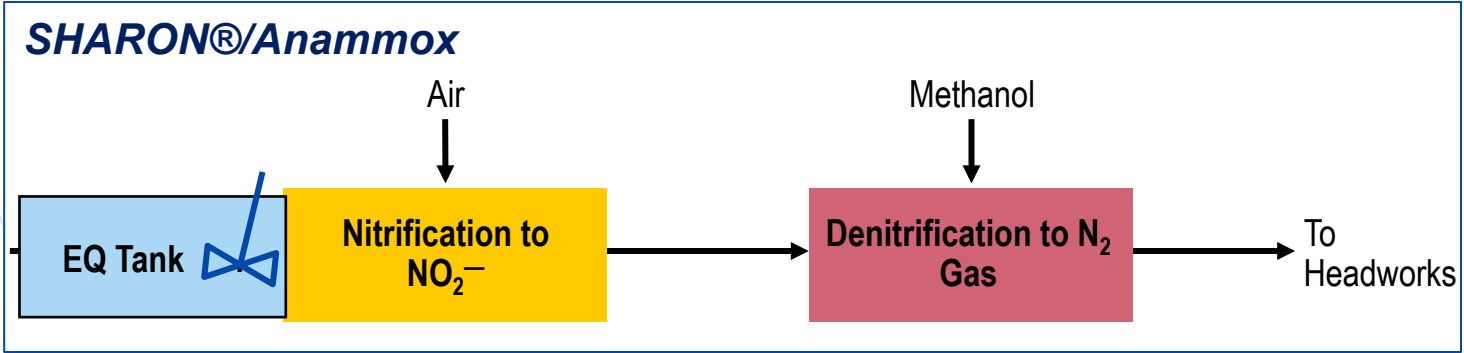 SHARON®/Anammox
Air
Methanol
EQ Tank
Nitrification to
NO₂⁻
Denitrification to N₂
Gas
To
Headworks